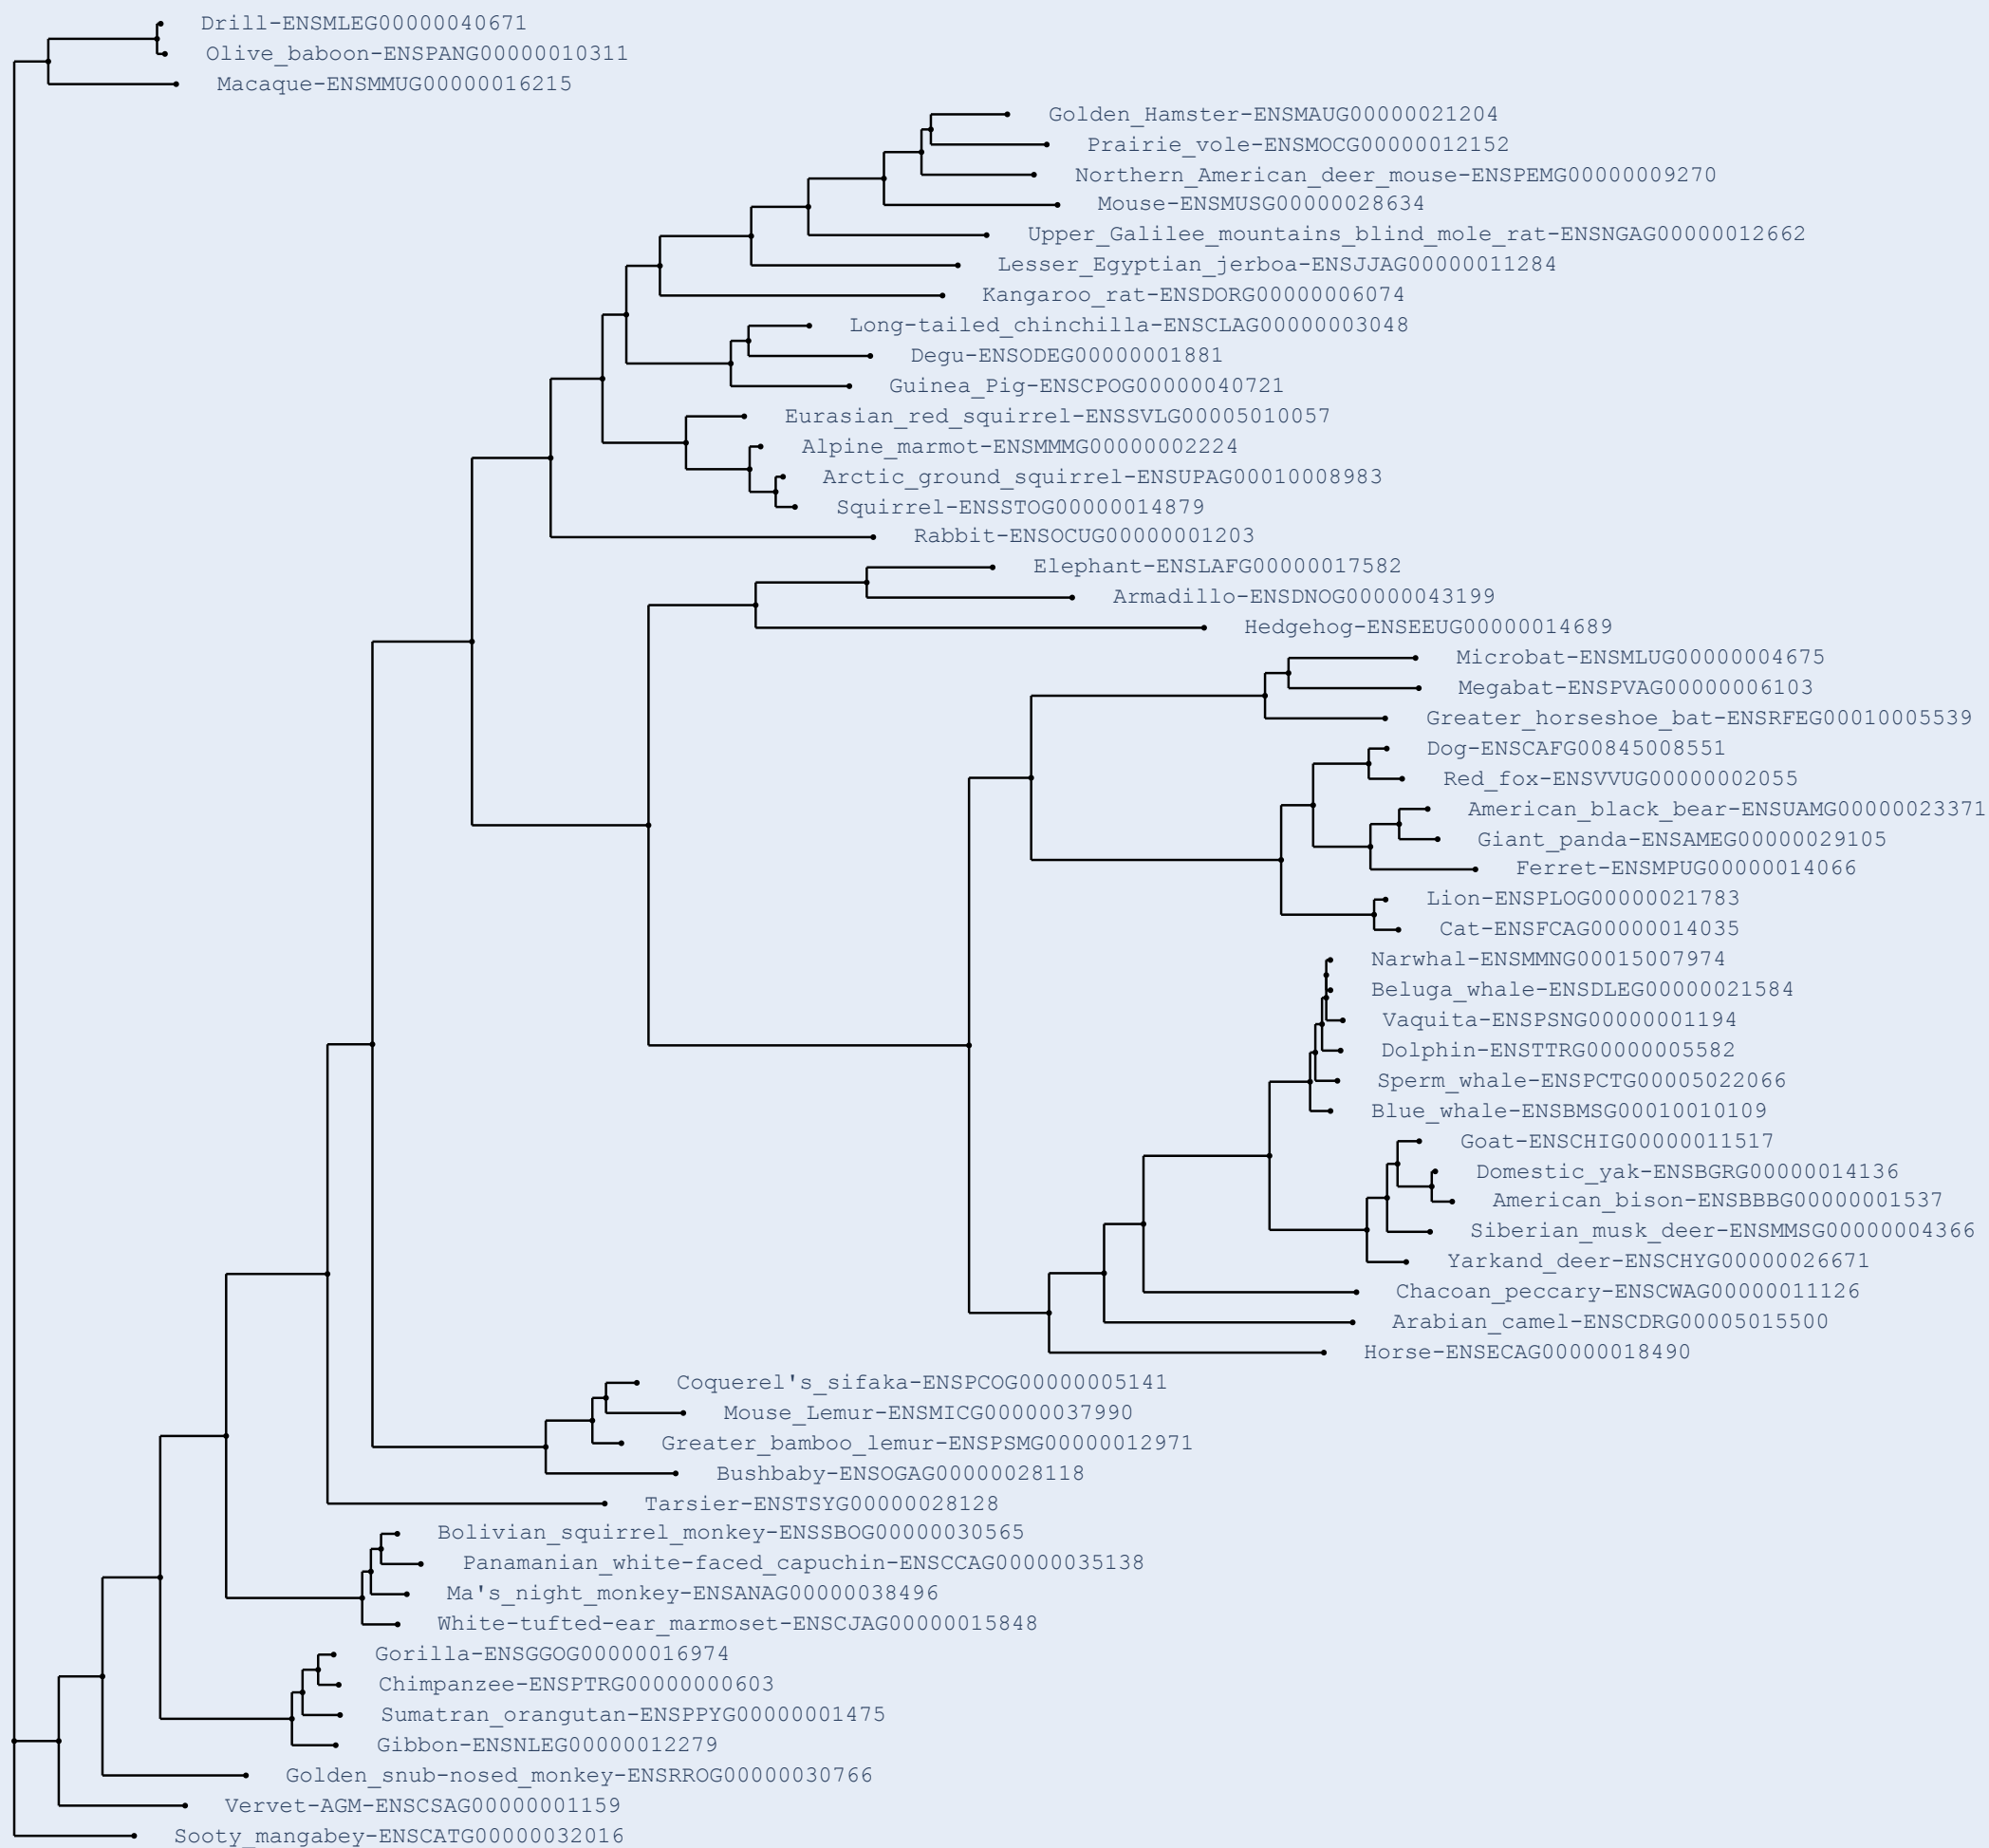 Drill-ENSMLEG00000040671
Olive_baboon-ENSPANG00000010311
Macaque-ENSMMUG00000016215
Golden_Hamster-ENSMAUG00000021204
Prairie_vole-ENSMOCG00000012152
Northern_American_deer_mouse-ENSPEMG00000009270
Mouse-ENSMUSG00000028634
Upper_Galilee_mountains_blind_mole_rat-ENSNGAG00000012662
Lesser_Egyptian_jerboa-ENSJJAG00000011284
Kangaroo_rat-ENSDORG00000006074
Long-tailed_chinchilla-ENSCLAG00000003048
Degu-ENSODEG00000001881
Guinea_Pig-ENSCPOG00000040721
Eurasian_red_squirrel-ENSSVLG00005010057
Alpine_marmot-ENSMMMG00000002224
Arctic_ground_squirrel-ENSUPAG00010008983
Squirrel-ENSSTOG00000014879
Rabbit-ENSOCUG00000001203
Elephant-ENSLAFG00000017582
Armadillo-ENSDNOG00000043199
Hedgehog-ENSEEUG00000014689
Microbat-ENSMLUG00000004675
Megabat-ENSPVAG00000006103
Greater_horseshoe_bat-ENSRFEG00010005539
Dog-ENSCAFG00845008551
Red_fox-ENSVVUG00000002055
American_black_bear-ENSUAMG00000023371
Giant_panda-ENSAMEG00000029105
Ferret-ENSMPUG00000014066
Lion-ENSPLOG00000021783
Cat-ENSFCAG00000014035
Narwhal-ENSMMNG00015007974
Beluga_whale-ENSDLEG00000021584
Vaquita-ENSPSNG00000001194
Dolphin-ENSTTRG00000005582
Sperm_whale-ENSPCTG00005022066
Blue_whale-ENSBMSG00010010109
Goat-ENSCHIG00000011517
Domestic_yak-ENSBGRG00000014136
American_bison-ENSBBBG00000001537
Siberian_musk_deer-ENSMMSG00000004366
Yarkand_deer-ENSCHYG00000026671
Chacoan_peccary-ENSCWAG00000011126
Arabian_camel-ENSCDRG00005015500
Horse-ENSECAG00000018490
Coquerel's_sifaka-ENSPCOG00000005141
Mouse_Lemur-ENSMICG00000037990
Greater_bamboo_lemur-ENSPSMG00000012971
Bushbaby-ENSOGAG00000028118
Tarsier-ENSTSYG00000028128
Bolivian_squirrel_monkey-ENSSBOG00000030565
Panamanian_white-faced_capuchin-ENSCCAG00000035138
Ma's_night_monkey-ENSANAG00000038496
White-tufted-ear_marmoset-ENSCJAG00000015848
Gorilla-ENSGGOG00000016974
Chimpanzee-ENSPTRG00000000603
Sumatran_orangutan-ENSPPYG00000001475
Gibbon-ENSNLEG00000012279
Golden_snub-nosed_monkey-ENSRROG00000030766
Vervet-AGM-ENSCSAG00000001159
Sooty_mangabey-ENSCATG00000032016